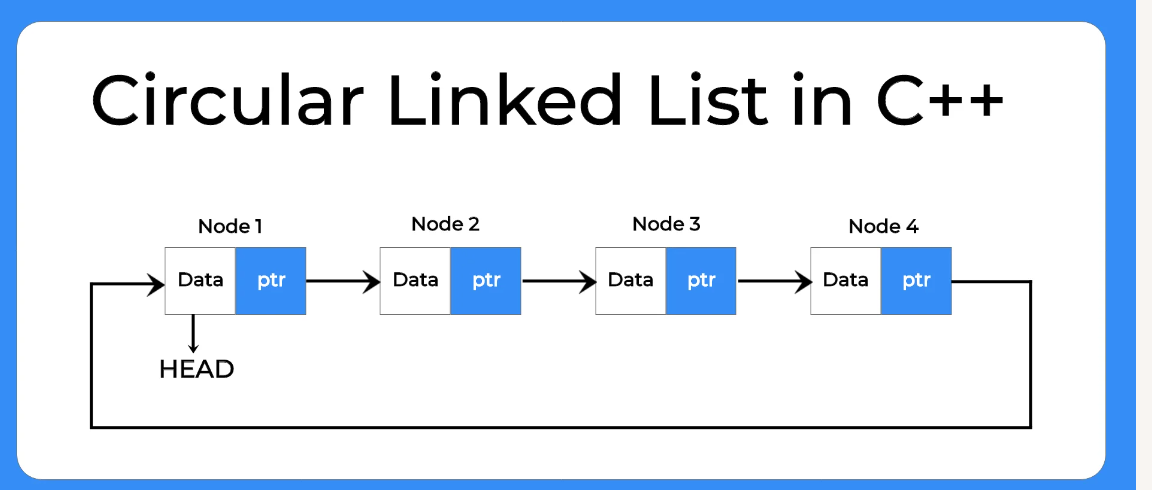 Circular Linked List in C++
Node 1
Node 2
Node 3
Node 4
Data ptr
Data ptr
Data ptr
Data ptr
HEAD